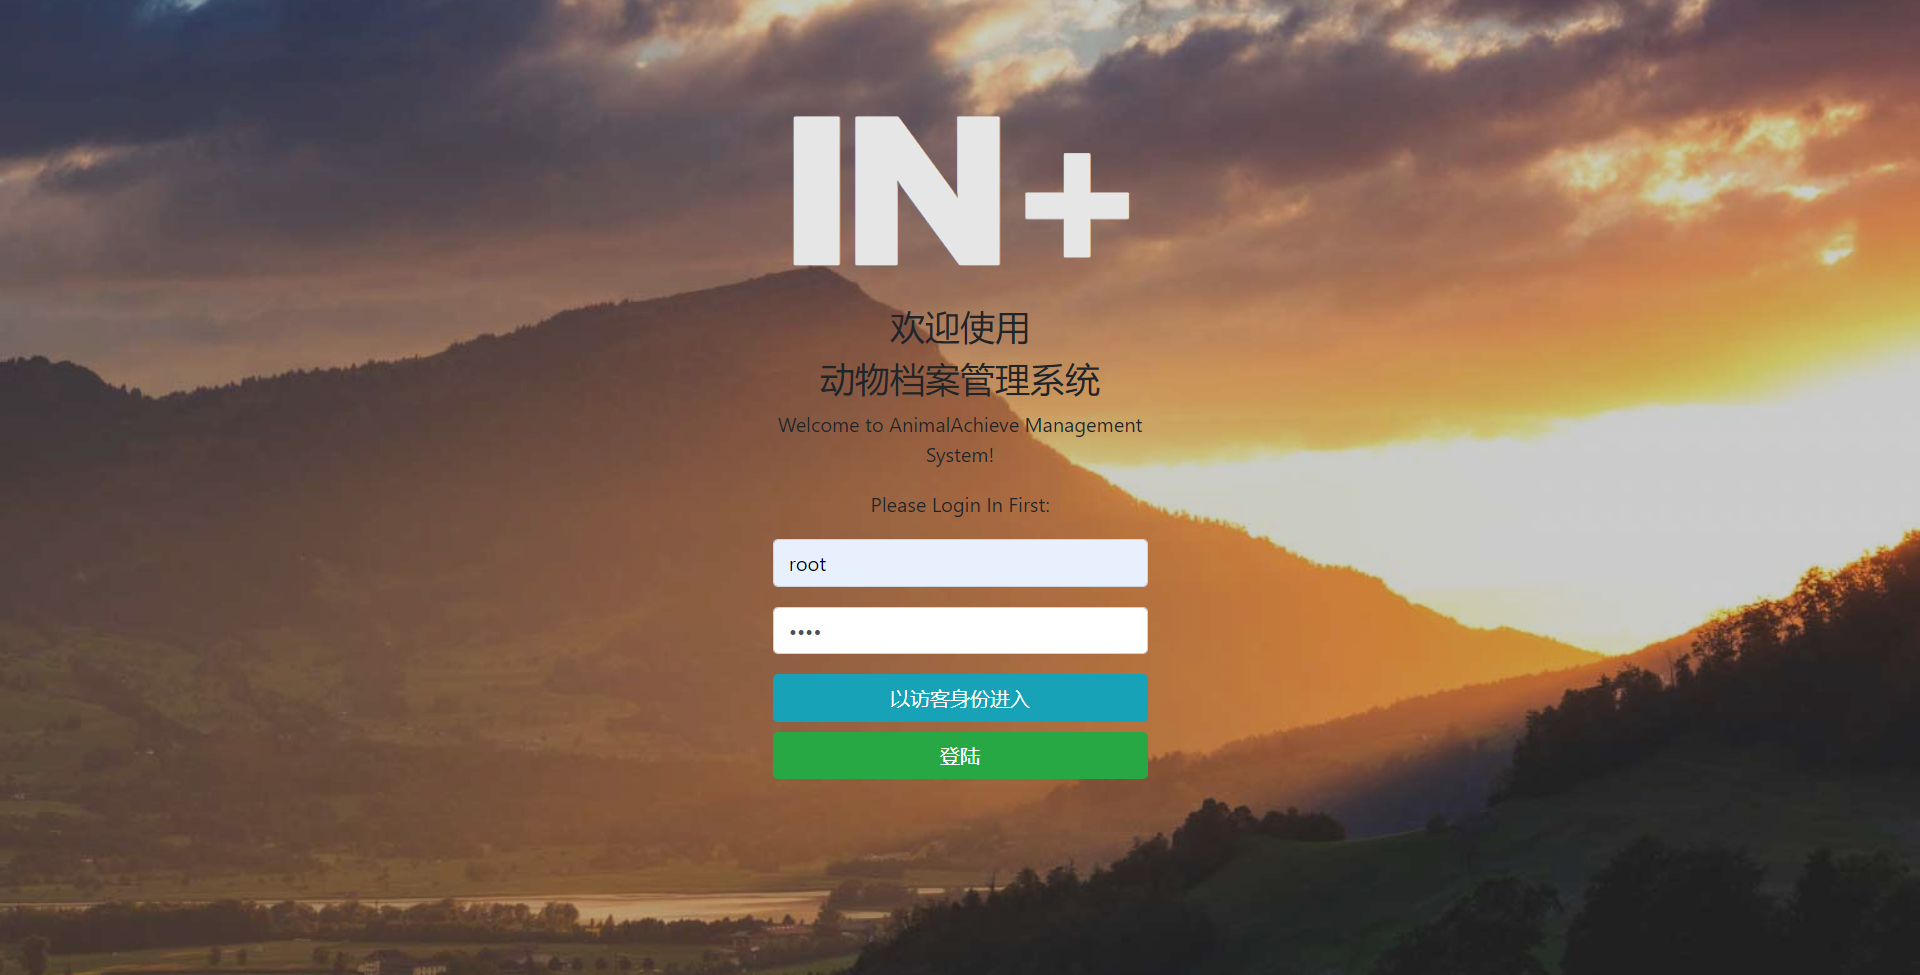 IN+
欢迎使用
动物档案管理系统
Welcome to AnimalAchieve Management
System!
Please Login In First:
root
••••
以访客身份进入
登陆